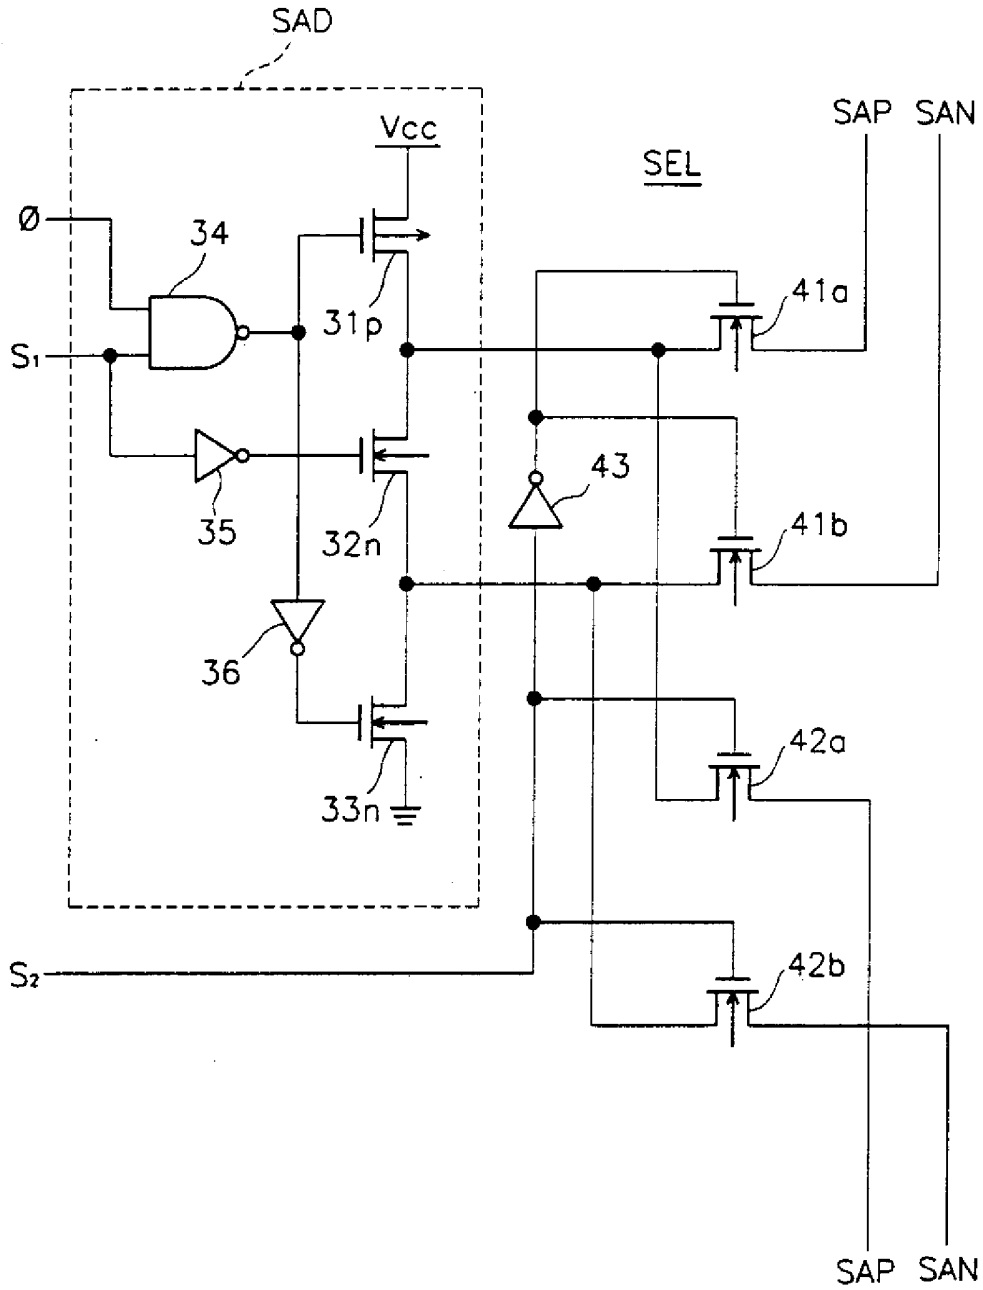 SAD
Vcc
SAP SAN
SEL
Ø
34
31p
41a
S₁
35
32n
43
41b
36
33n
42a
S₂
42b
SAP SAN